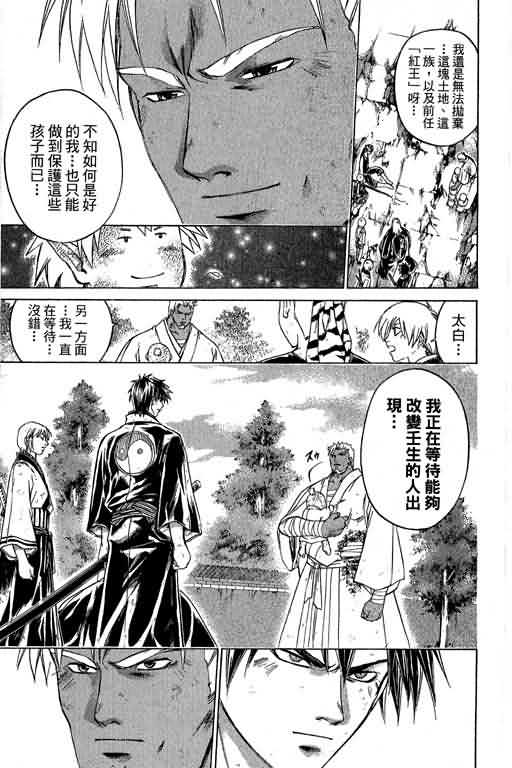 我還是無法拋棄
…這塊土地、這
一族，以及前任
「紅王」呀…
不知如何是好
的我…也只能
做到保護這些
孩子而已…
太白…
另一方面
…我一直
在等待…
沒錯…
我正在等待能夠
改變壬生的人出
現…
ズゥ